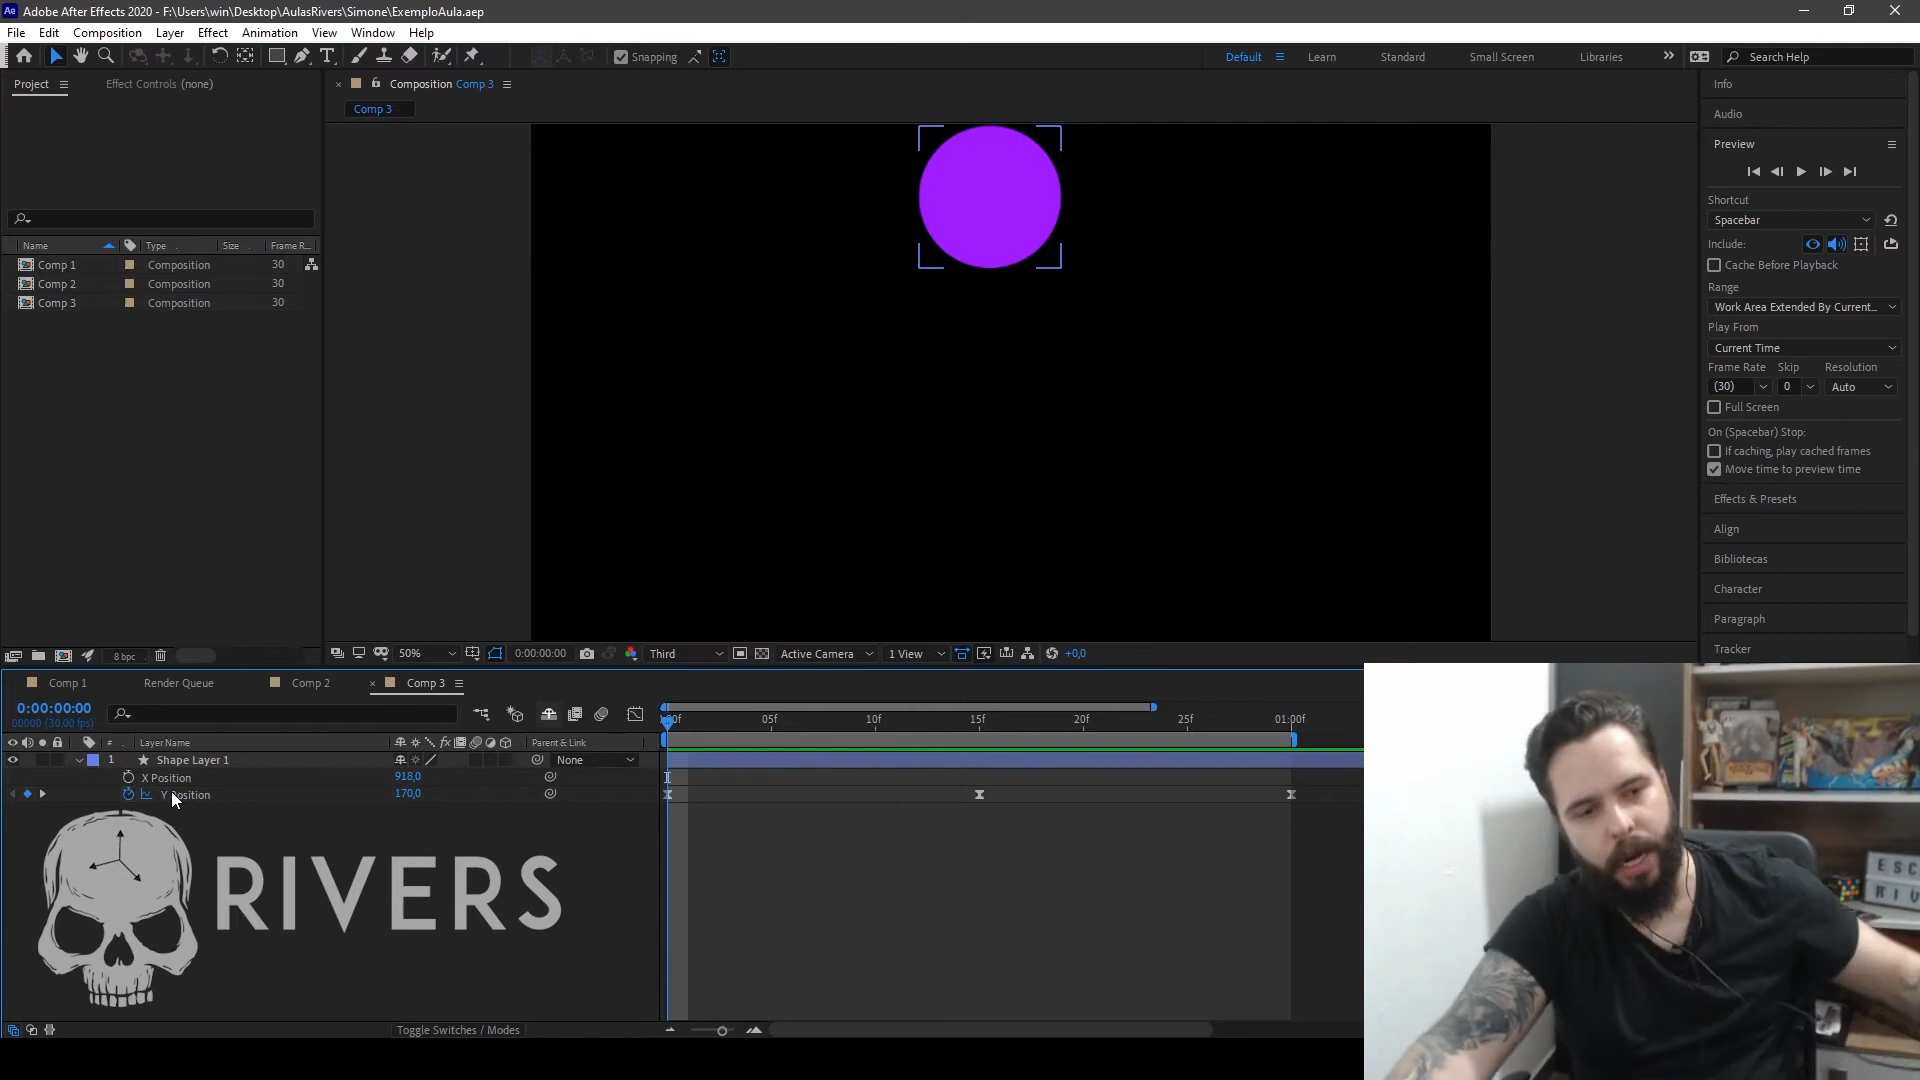 Adobe After Effects 2020 - F:\Users\win\Desktop\AulasRivers\Simone\ExemploAula.aep
File Edit Composition Layer Effect Animation View Window Help
Snapping Default Learn Standard Small Screen Libraries Search Help
Project Effect Controls (none)
Composition Comp 3
Comp 3
Name Type Size Frame R...
Comp 1 Composition 30
Comp 2 Composition 30
Comp 3 Composition 30
8 bpc
50% 0:00:00:00 Third Active Camera 1 View +0,0
Info
Audio
Preview
Shortcut
Spacebar
Include:
Cache Before Playback
Range
Work Area Extended By Current...
Play From
Current Time
Frame Rate Skip Resolution
(30) 0 Auto
Full Screen
On (Spacebar) Stop:
If caching, play cached frames
Move time to preview time
Effects & Presets
Align
Bibliotecas
Character
Paragraph
Tracker
Comp 1 Render Queue Comp 2 Comp 3
0:00:00:00
00000 (30.00 fps)
05f 10f 15f 20f 25f 01:00f
# Layer Name Parent & Link
1 Shape Layer 1 None
X Position 918,0
Y Position 170,0
RIVERS
Toggle Switches / Modes
ESC
RIV